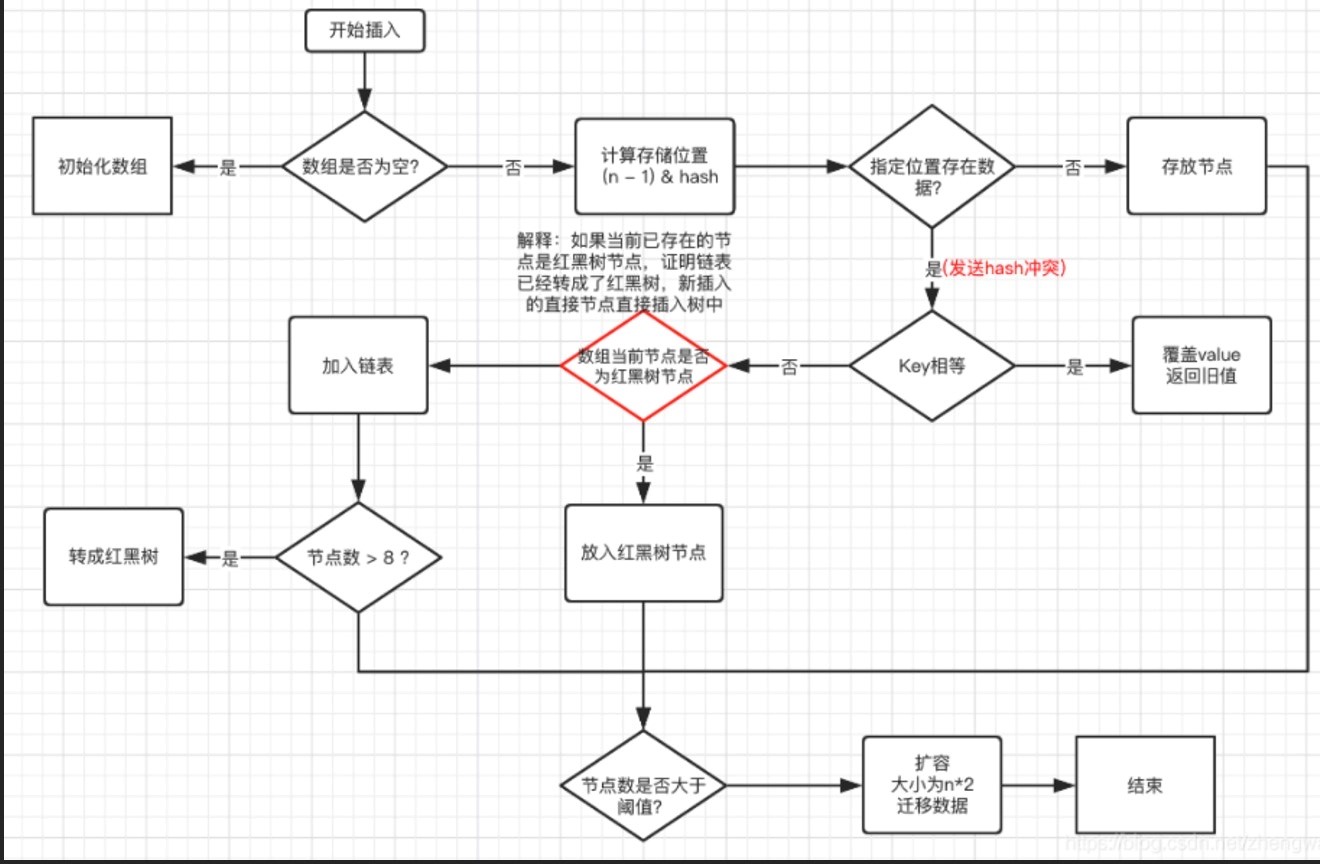 开始插入
初始化数组
是
数组是否为空?
否
计算存储位置
(n - 1) & hash
指定位置存在数
据?
否
存放节点
解释：如果当前已存在的节
点是红黑树节点，证明链表
已经转成了红黑树，新插入
的直接节点直接插入树中
是(发送hash冲突)
加入链表
数组当前节点是否
为红黑树节点
否
Key相等
是
覆盖value
返回旧值
是
转成红黑树
是
节点数 > 8 ?
放入红黑树节点
节点数是否大于
阈值?
扩容
大小为n*2
迁移数据
结束
https://blog.csdn.net/zhengwa